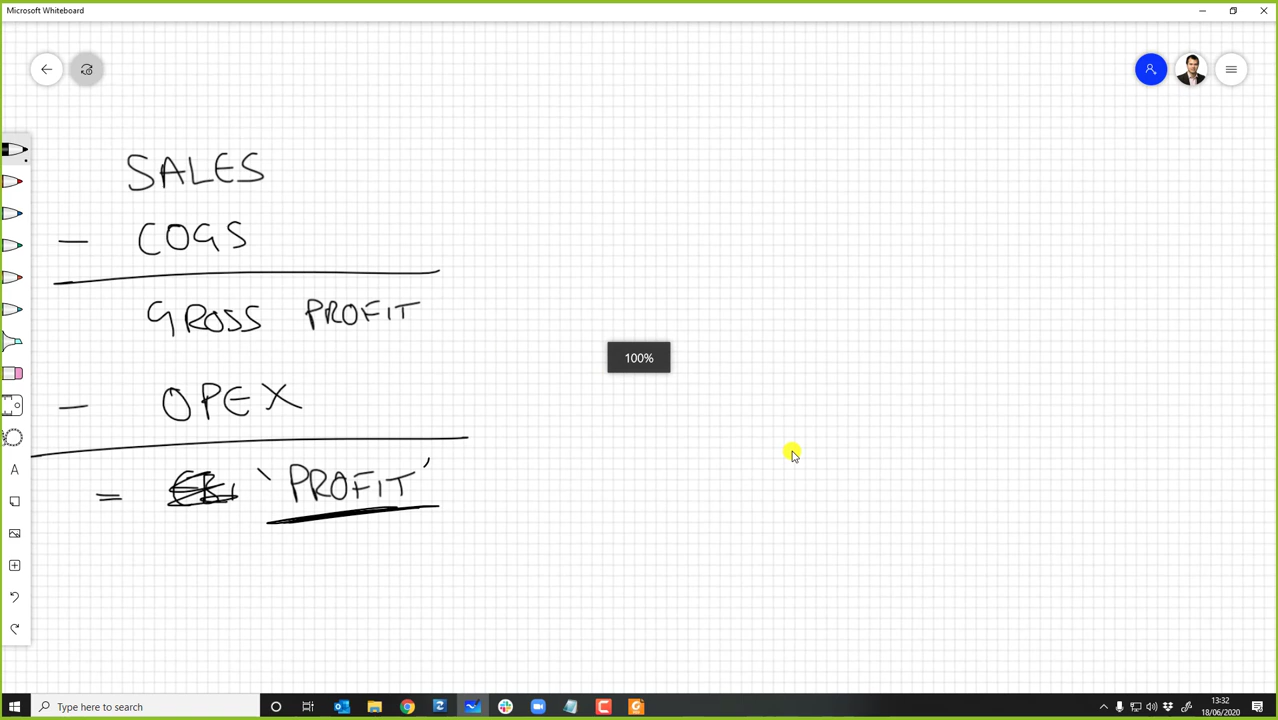 Microsoft Whiteboard
SALES
- COGS
GROSS PROFIT
100%
- OPEX
= 'PROFIT'
A
Type here to search
13:32
18/06/2020